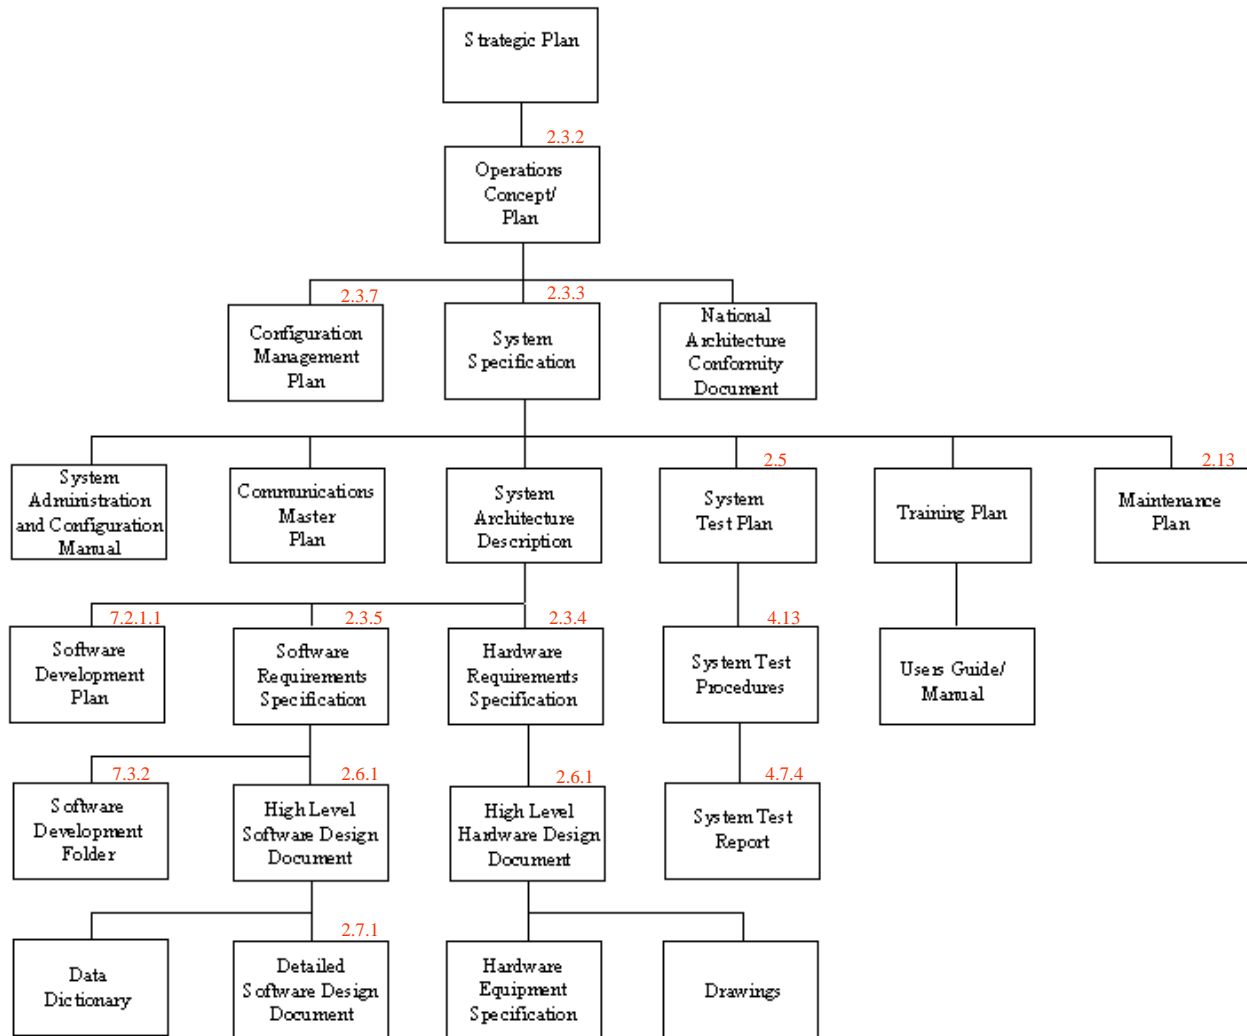 Strategic Plan
2.3.2
Operations
Concept/
Plan
2.3.7
2.3.3
Configuration
Management
Plan
System
Specification
National
Architecture
Conformity
Document
2.5
2.13
System
Administration
and Configuration
Manual
Communications
Master
Plan
System
Architecture
Description
System
Test Plan
Training Plan
Maintenance
Plan
7.2.1.1
2.3.5
2.3.4
4.13
Software
Development
Plan
Software
Requirements
Specification
Hardware
Requirements
Specification
System Test
Procedures
Users Guide/
Manual
7.3.2
2.6.1
2.6.1
4.7.4
Software
Development
Folder
High Level
Software Design
Document
High Level
Hardware Design
Document
System Test
Report
2.7.1
Data
Dictionary
Detailed
Software Design
Document
Hardware
Equipment
Specification
Drawings